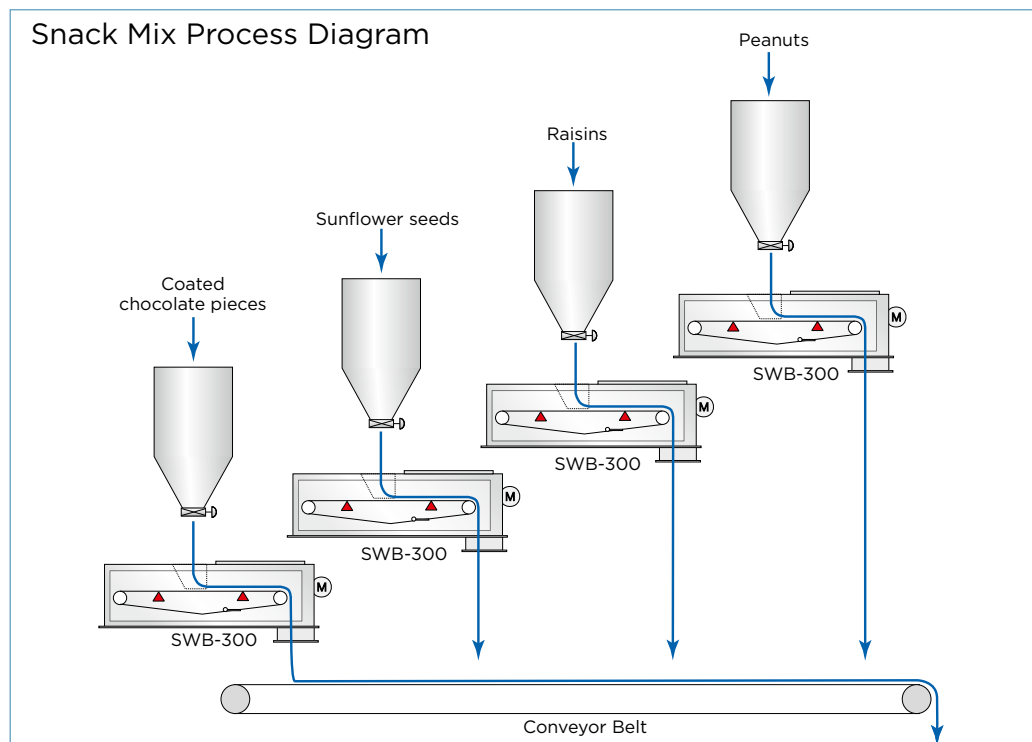 Snack Mix Process Diagram
Peanuts
Raisins
Sunflower seeds
Coated
chocolate pieces
M
SWB-300
M
SWB-300
M
SWB-300
M
SWB-300
Conveyor Belt